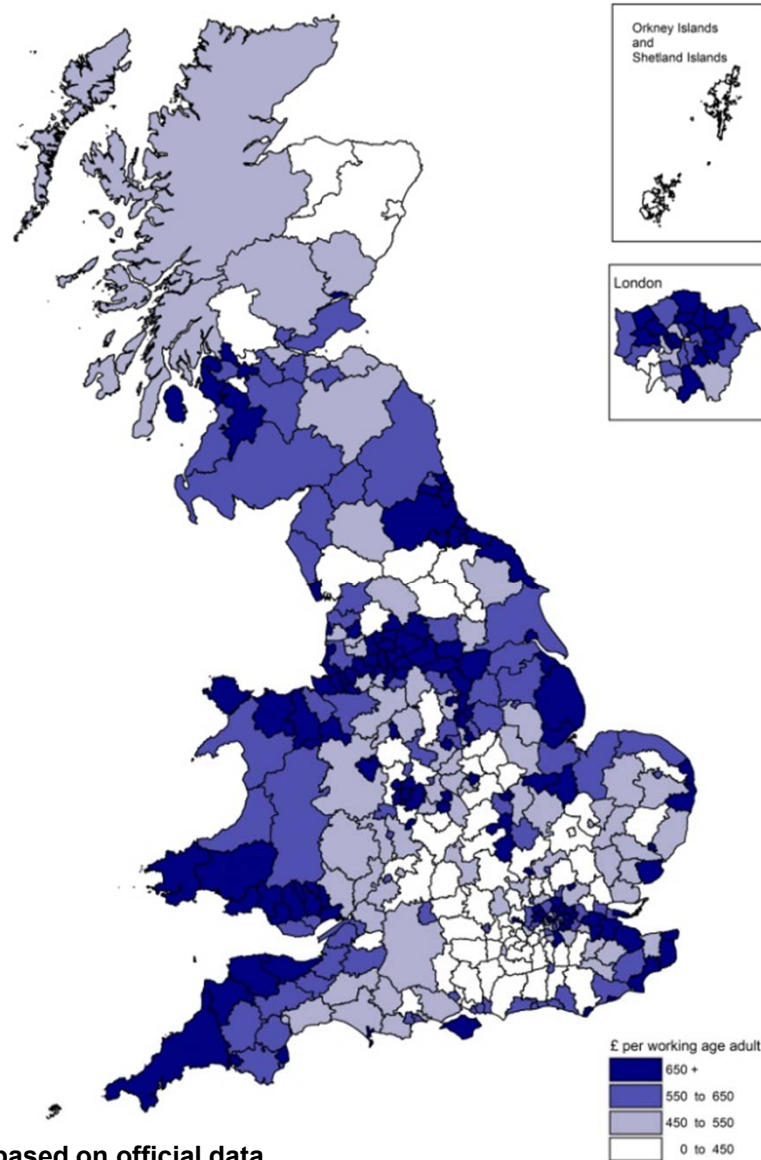 Orkney Islands
and
Shetland Islands
London
£ per working age adult
650 +
550 to 650
450 to 550
0 to 450
based on official data